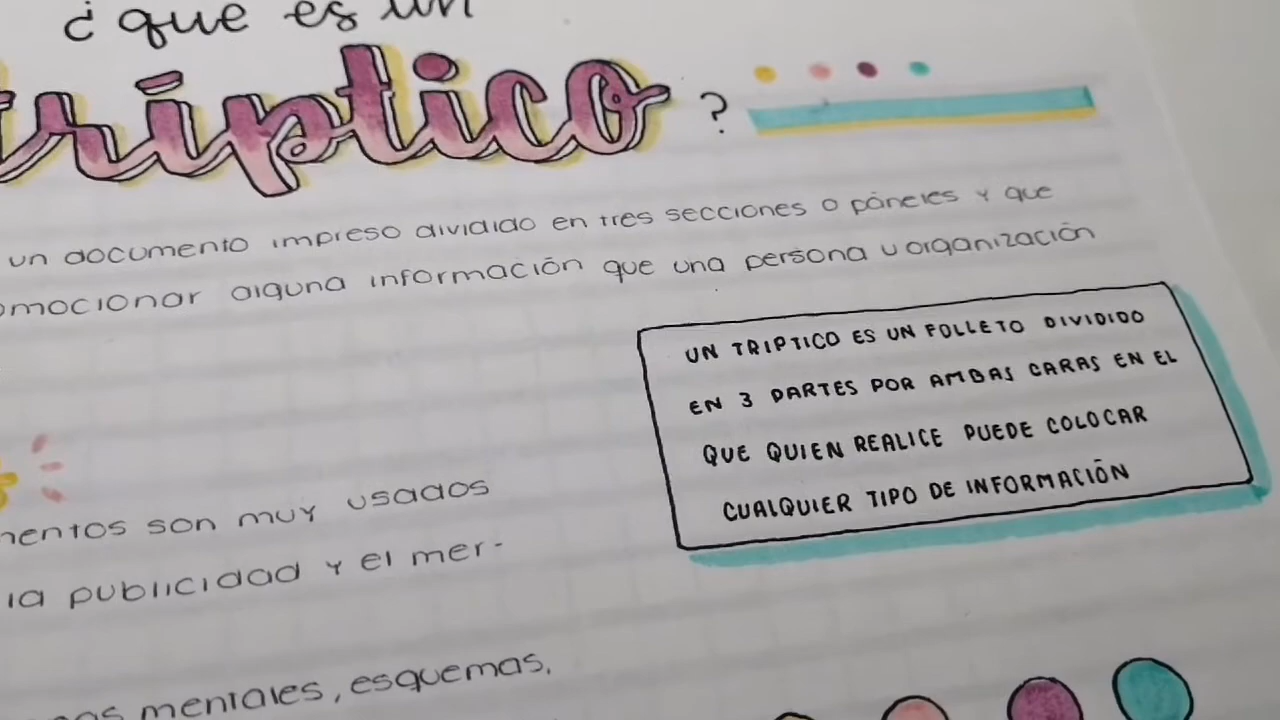 ¿que es un
tríptico ?
un documento impreso dividido en tres secciones o páneles y que
omocionar alguna información que una persona u organización
UN TRIPTICO ES UN FOLLETO DIVIDIDO
EN 3 PARTES POR AMBAS CARAS EN EL
QUE QUIEN REALICE PUEDE COLOCAR
CUALQUIER TIPO DE INFORMACIÓN
mentos son muy usados
la publicidad y el mer-
mentales, esquemas,